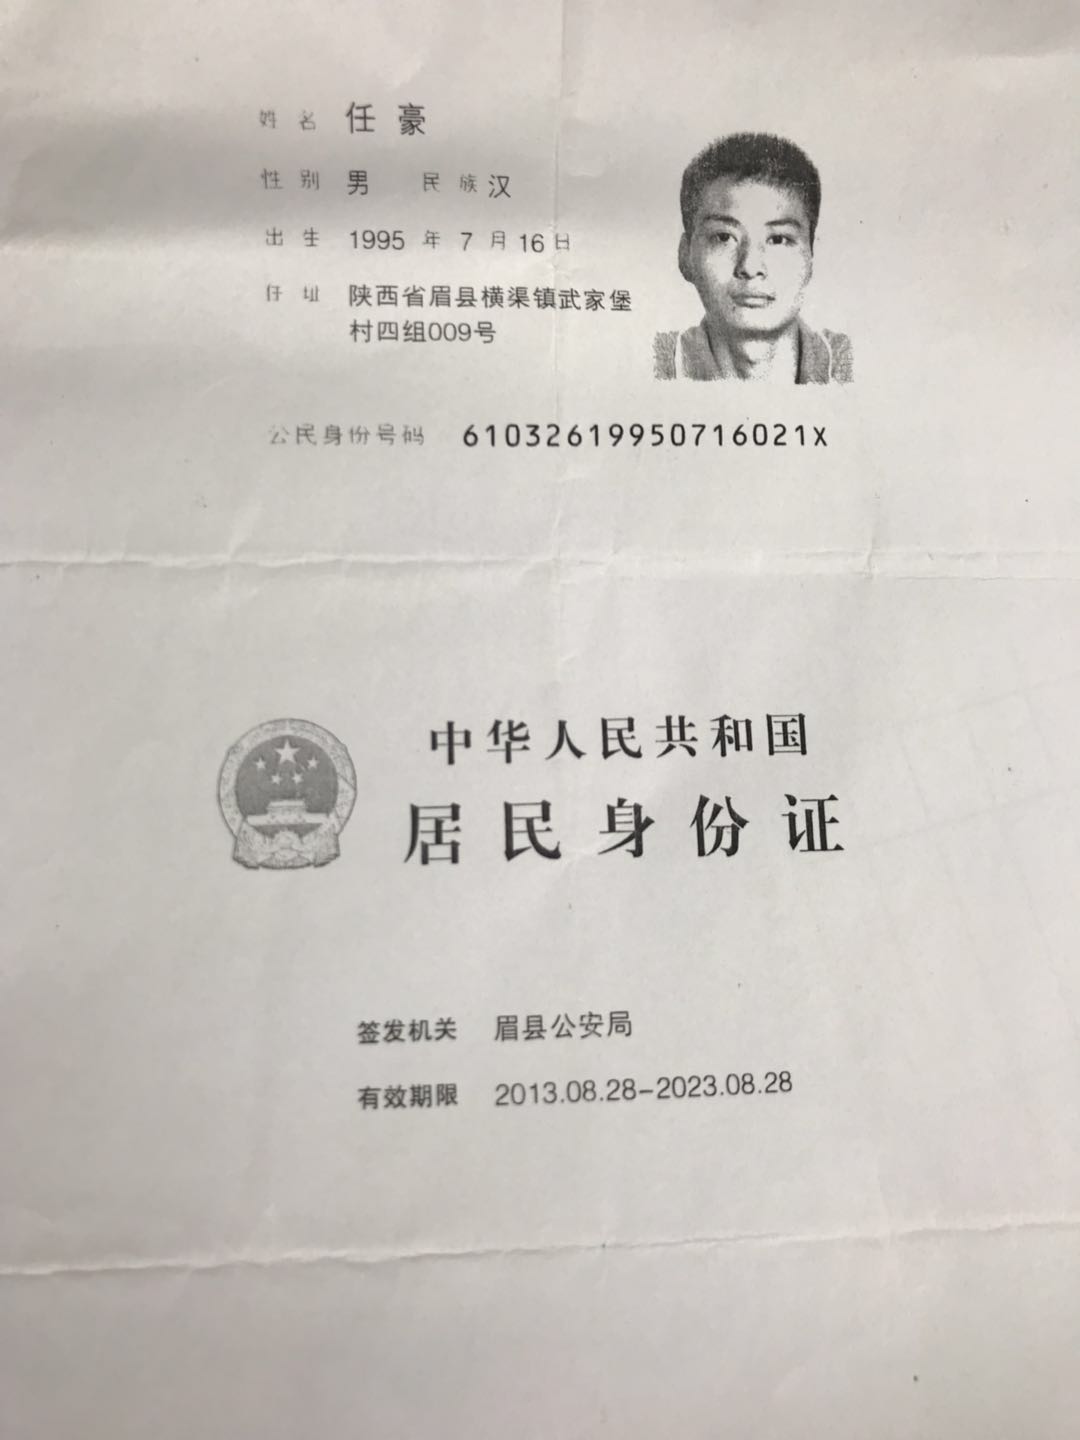 姓名 任豪
性别 男 民族 汉
出生 1995 年 7 月 16 日
住址 陕西省眉县横渠镇武家堡
村四组009号
公民身份号码 61032619950716021X
中华人民共和国
居民身份证
签发机关 眉县公安局
有效期限 2013.08.28-2023.08.28